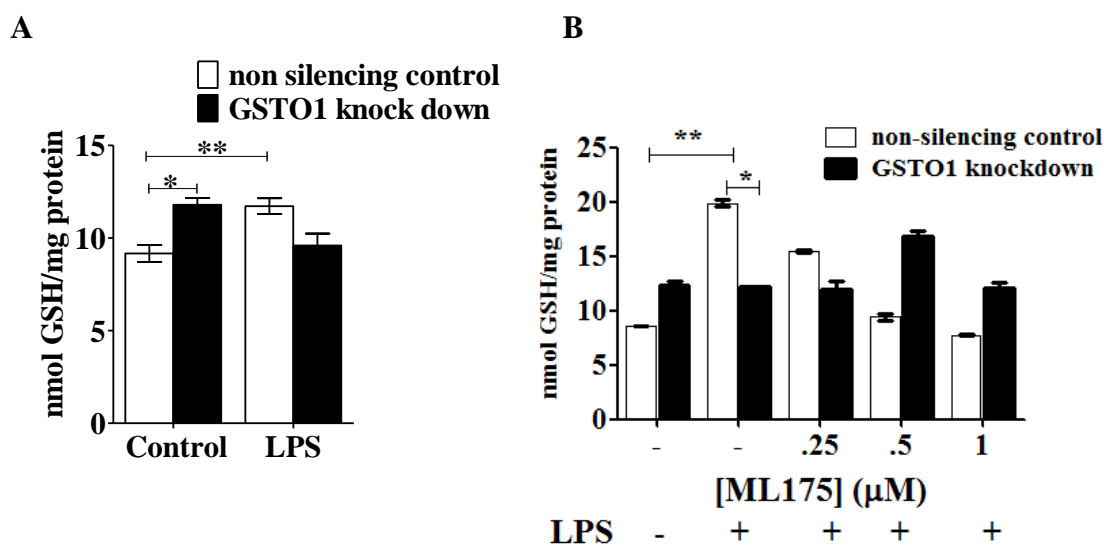 A
non silencing control
GSTO1 knock down
nmol GSH/mg protein
15
10
5
0
**
*
Control LPS
B
non-silencing control
GSTO1 knockdown
nmol GSH/mg protein
25
20
15
10
5
0
**
*
- - .25 .5 1
[ML175] (µM)
LPS - + + + +